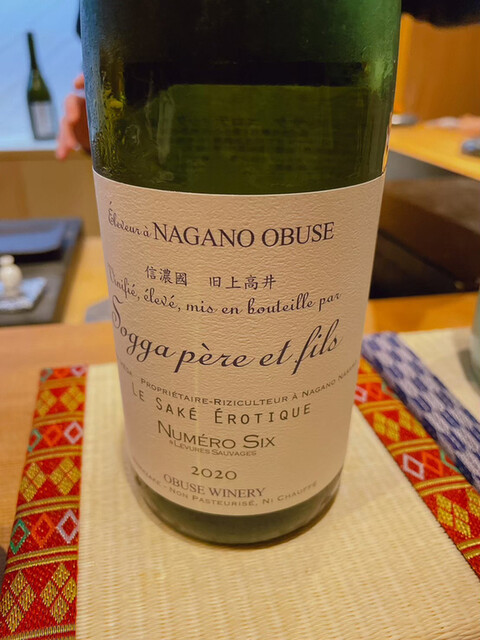 Éleveur à NAGANO OBUSE
信濃國 旧上高井
Vinifié, élevé, mis en bouteille par
Sogga père et fils
PROPRIÉTAIRE-RIZICULTEUR À NAGANO
LE SAKÉ ÉROTIQUE
NUMÉRO SIX
LEVURES SAUVAGES
2020
OBUSE WINERY
NON PASTEURISÉ, NI CHAUFFÉ